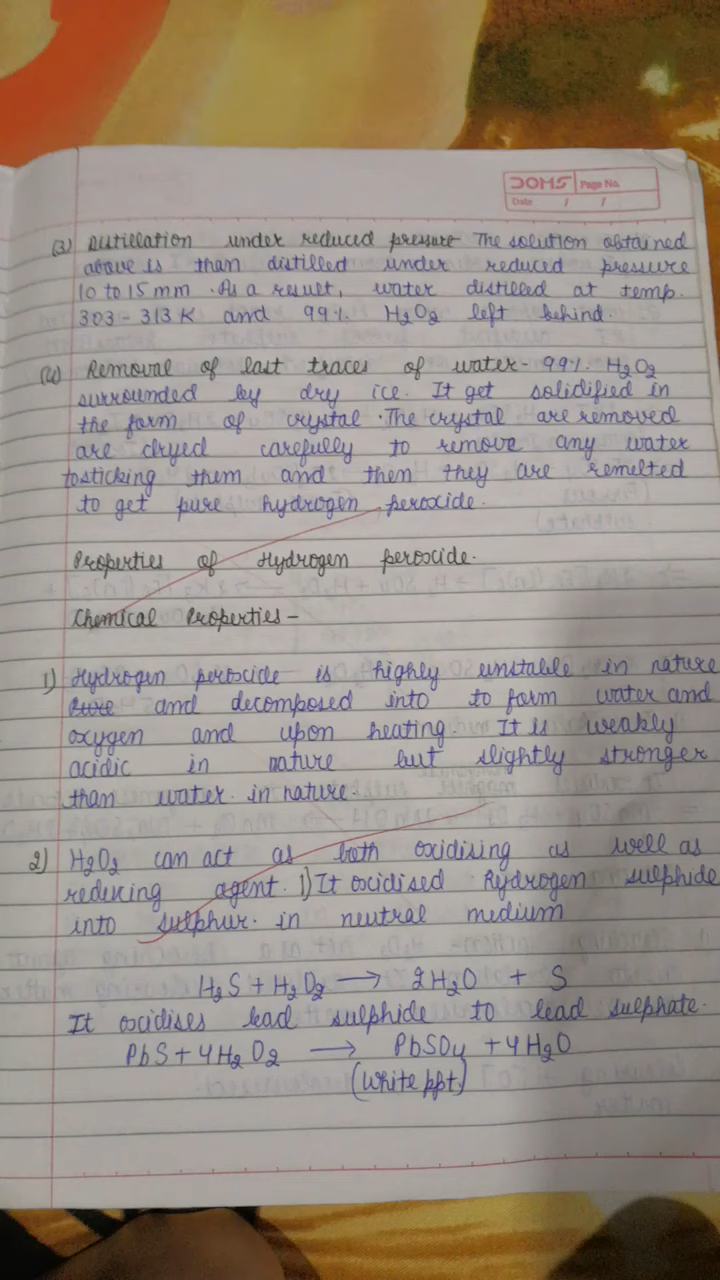 DOMS Page No.
Date / /
(3) Distillation under reduced pressure The solution obtained
above is than distilled under reduced pressure
10 to 15 mm. As a result, water distilled at temp.
303-313K and 99%. H2O2 left behind.
(4) Removal of last traces of water- 99%. H2O2
surrounded by dry ice. It get solidified in
the form of crystal. The crystal are removed
are dryed carefully to remove any water
to sticking them and then they are remelted
to get pure hydrogen peroxide.
Properties of Hydrogen peroxide.
Chemical Properties-
1) Hydrogen peroxide is highly unstable in nature
pure and decomposed into to form water and
oxygen and upon heating. It is weakly
acidic in nature but slightly stronger
than water. in nature.
2) H2O2 can act as both oxidising as well as
redexing agent. 1) It oxidised Hydrogen sulphide
into sulphur. in neutral medium
H2S + H2O2 → 2H2O + S
It oxidises lead sulphide to lead sulphate.
PbS + 4H2O2 → PbSO4 + 4H2O
(White ppt)